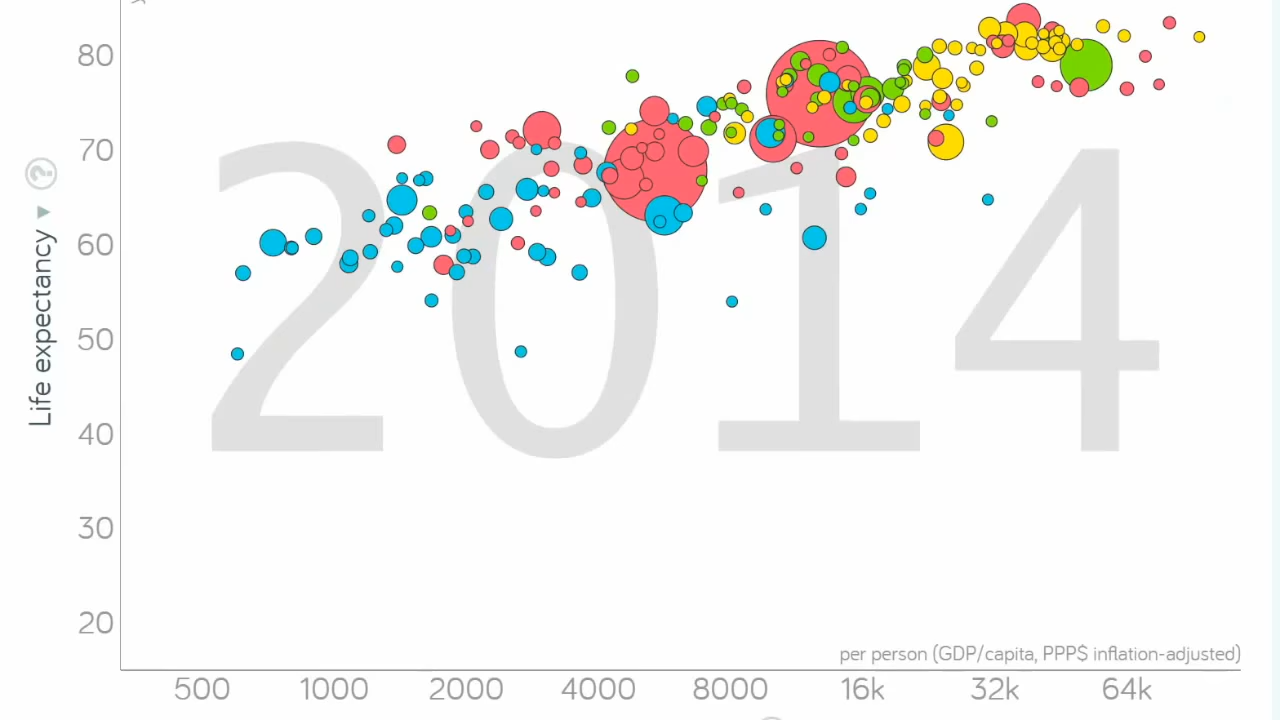 80
70
60
50
40
30
20
Life expectancy ▼ ?
2014
per person (GDP/capita, PPP$ inflation-adjusted)
500 1000 2000 4000 8000 16k 32k 64k